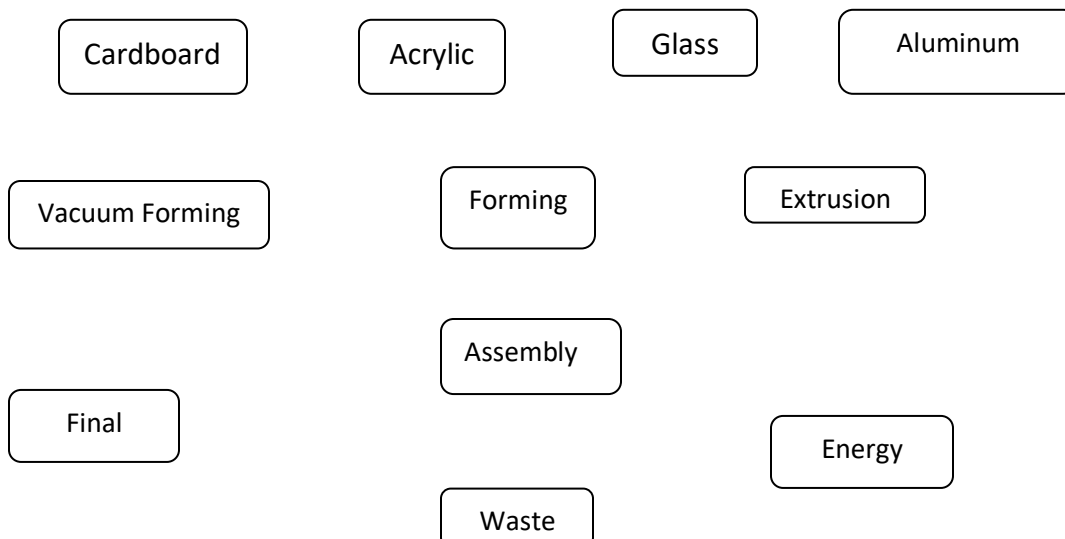 Cardboard
Acrylic
Glass
Aluminum
Vacuum Forming
Forming
Extrusion
Assembly
Final
Energy
Waste